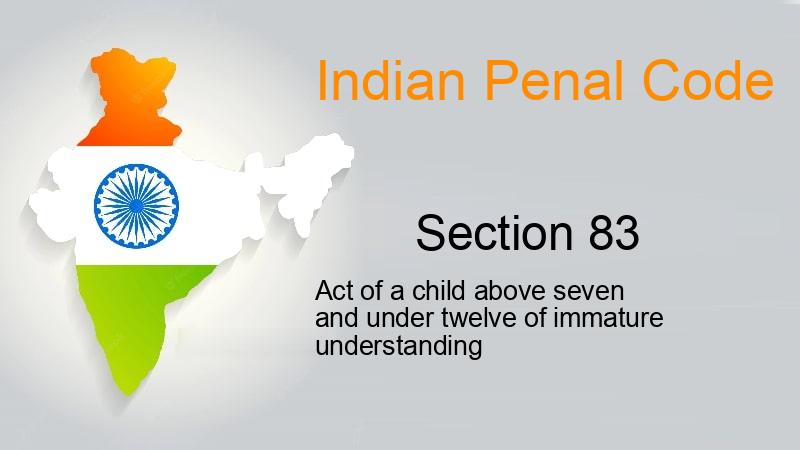 Indian Penal Code
Section 83
Act of a child above seven
and under twelve of immature
understanding